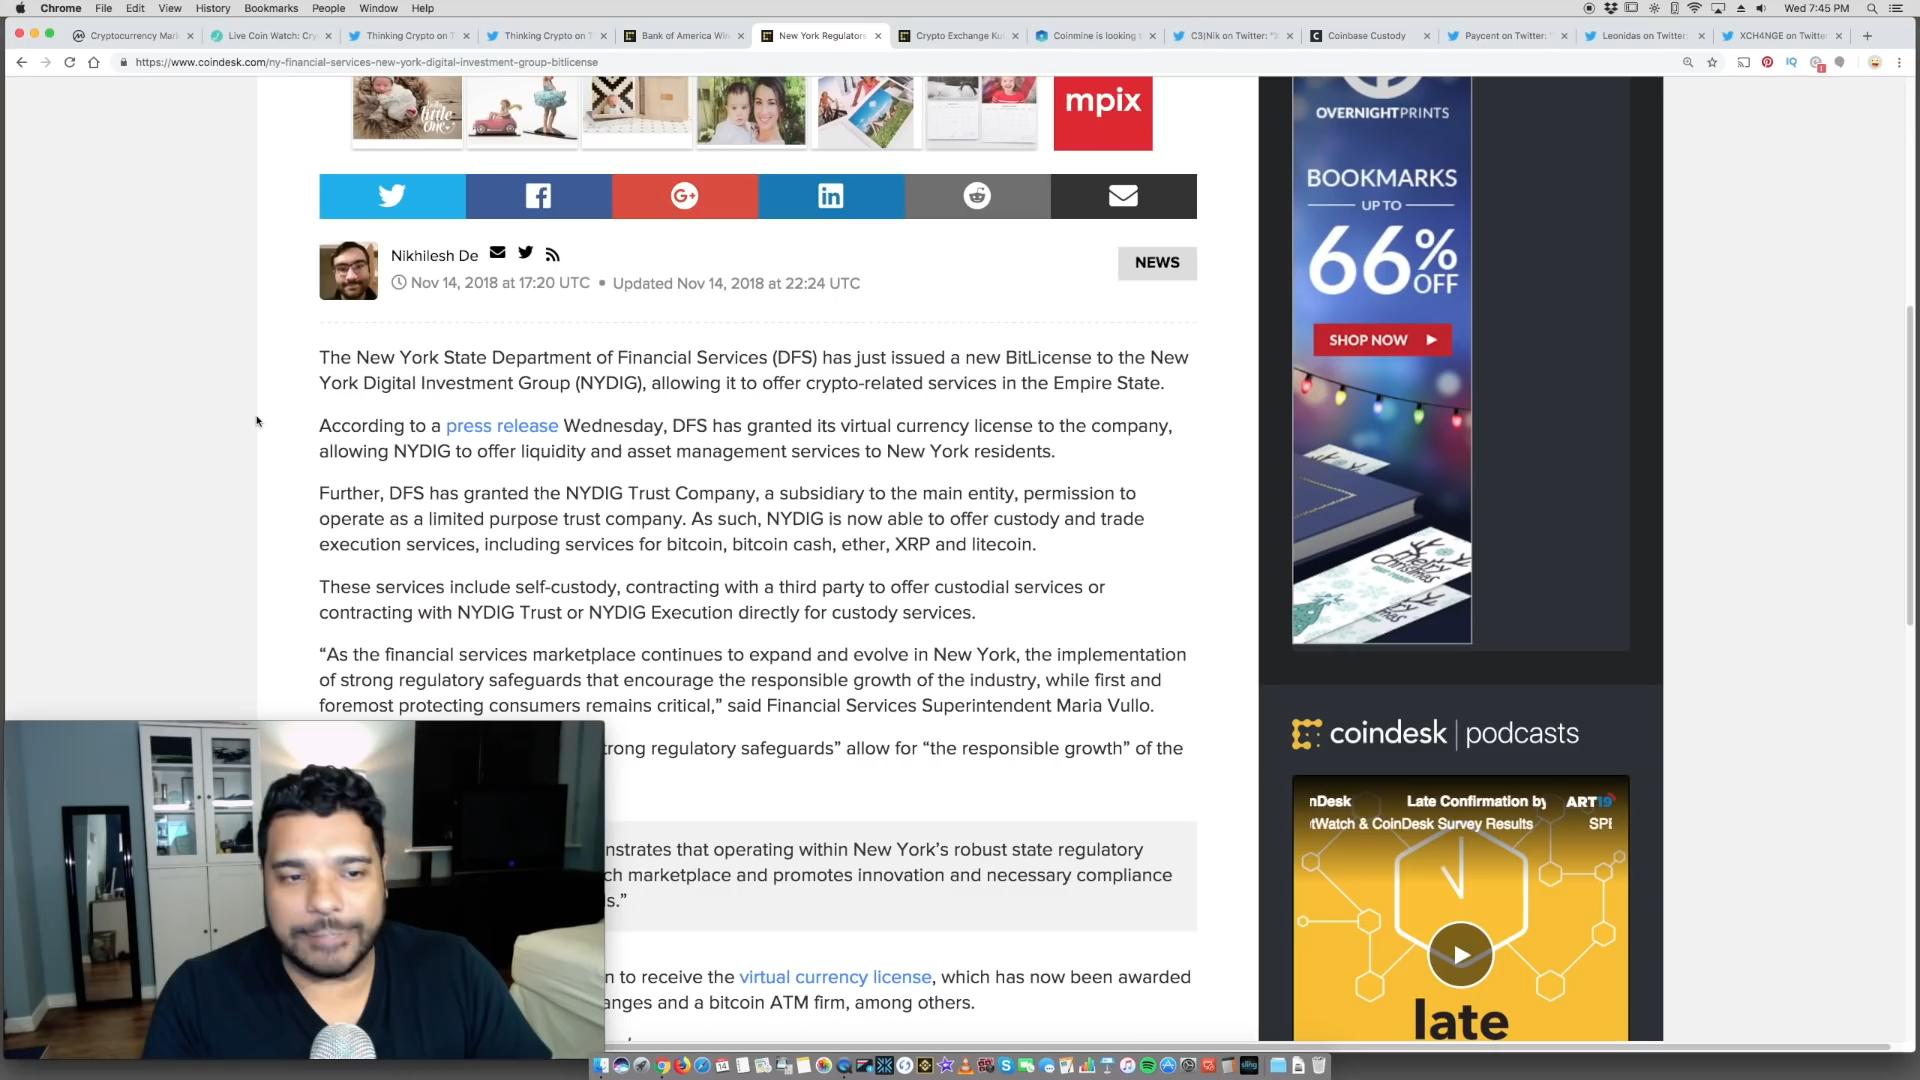 Chrome File Edit View History Bookmarks People Window Help Wed 7:45 PM
Cryptocurrency Mark Live Coin Watch: Cry Thinking Crypto on T Thinking Crypto on T Bank of America Win New York Regulators Crypto Exchange Ku Coinmine is looking t C3|Nik on Twitter: Coinbase Custody Paycent on Twitter: Leonidas on Twitter: XCH4NGE on Twitte
https://www.coindesk.com/ny-financial-services-new-york-digital-investment-group-bitlicense
little one
mpix
Nikhilesh De
Nov 14, 2018 at 17:20 UTC • Updated Nov 14, 2018 at 22:24 UTC
NEWS
The New York State Department of Financial Services (DFS) has just issued a new BitLicense to the New
York Digital Investment Group (NYDIG), allowing it to offer crypto-related services in the Empire State.
According to a press release Wednesday, DFS has granted its virtual currency license to the company,
allowing NYDIG to offer liquidity and asset management services to New York residents.
Further, DFS has granted the NYDIG Trust Company, a subsidiary to the main entity, permission to
operate as a limited purpose trust company. As such, NYDIG is now able to offer custody and trade
execution services, including services for bitcoin, bitcoin cash, ether, XRP and litecoin.
These services include self-custody, contracting with a third party to offer custodial services or
contracting with NYDIG Trust or NYDIG Execution directly for custody services.
“As the financial services marketplace continues to expand and evolve in New York, the implementation
of strong regulatory safeguards that encourage the responsible growth of the industry, while first and
foremost protecting consumers remains critical,” said Financial Services Superintendent Maria Vullo.
trong regulatory safeguards” allow for “the responsible growth” of the
nstrates that operating within New York’s robust state regulatory
ch marketplace and promotes innovation and necessary compliance
s.”
n to receive the virtual currency license, which has now been awarded
anges and a bitcoin ATM firm, among others.
OVERNIGHTPRINTS
BOOKMARKS
UP TO
66% OFF
SHOP NOW
Merry Christmas
coindesk | podcasts
nDesk Late Confirmation by ART19
tWatch & CoinDesk Survey Results SPE
late